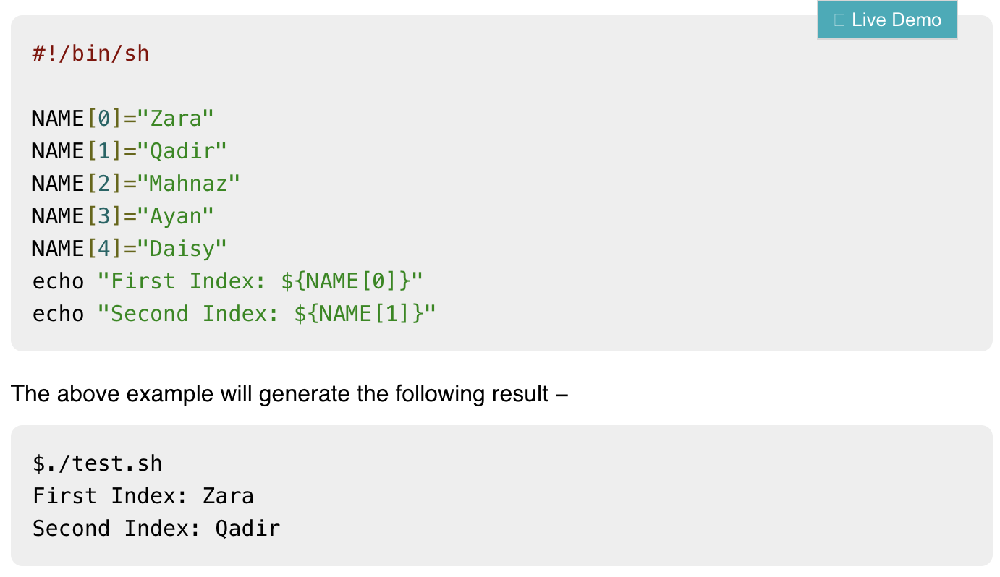 Live Demo
#!/bin/sh
NAME[0]="Zara"
NAME[1]="Qadir"
NAME[2]="Mahnaz"
NAME[3]="Ayan"
NAME[4]="Daisy"
echo "First Index: ${NAME[0]}"
echo "Second Index: ${NAME[1]}"
The above example will generate the following result –
$./test.sh
First Index: Zara
Second Index: Qadir